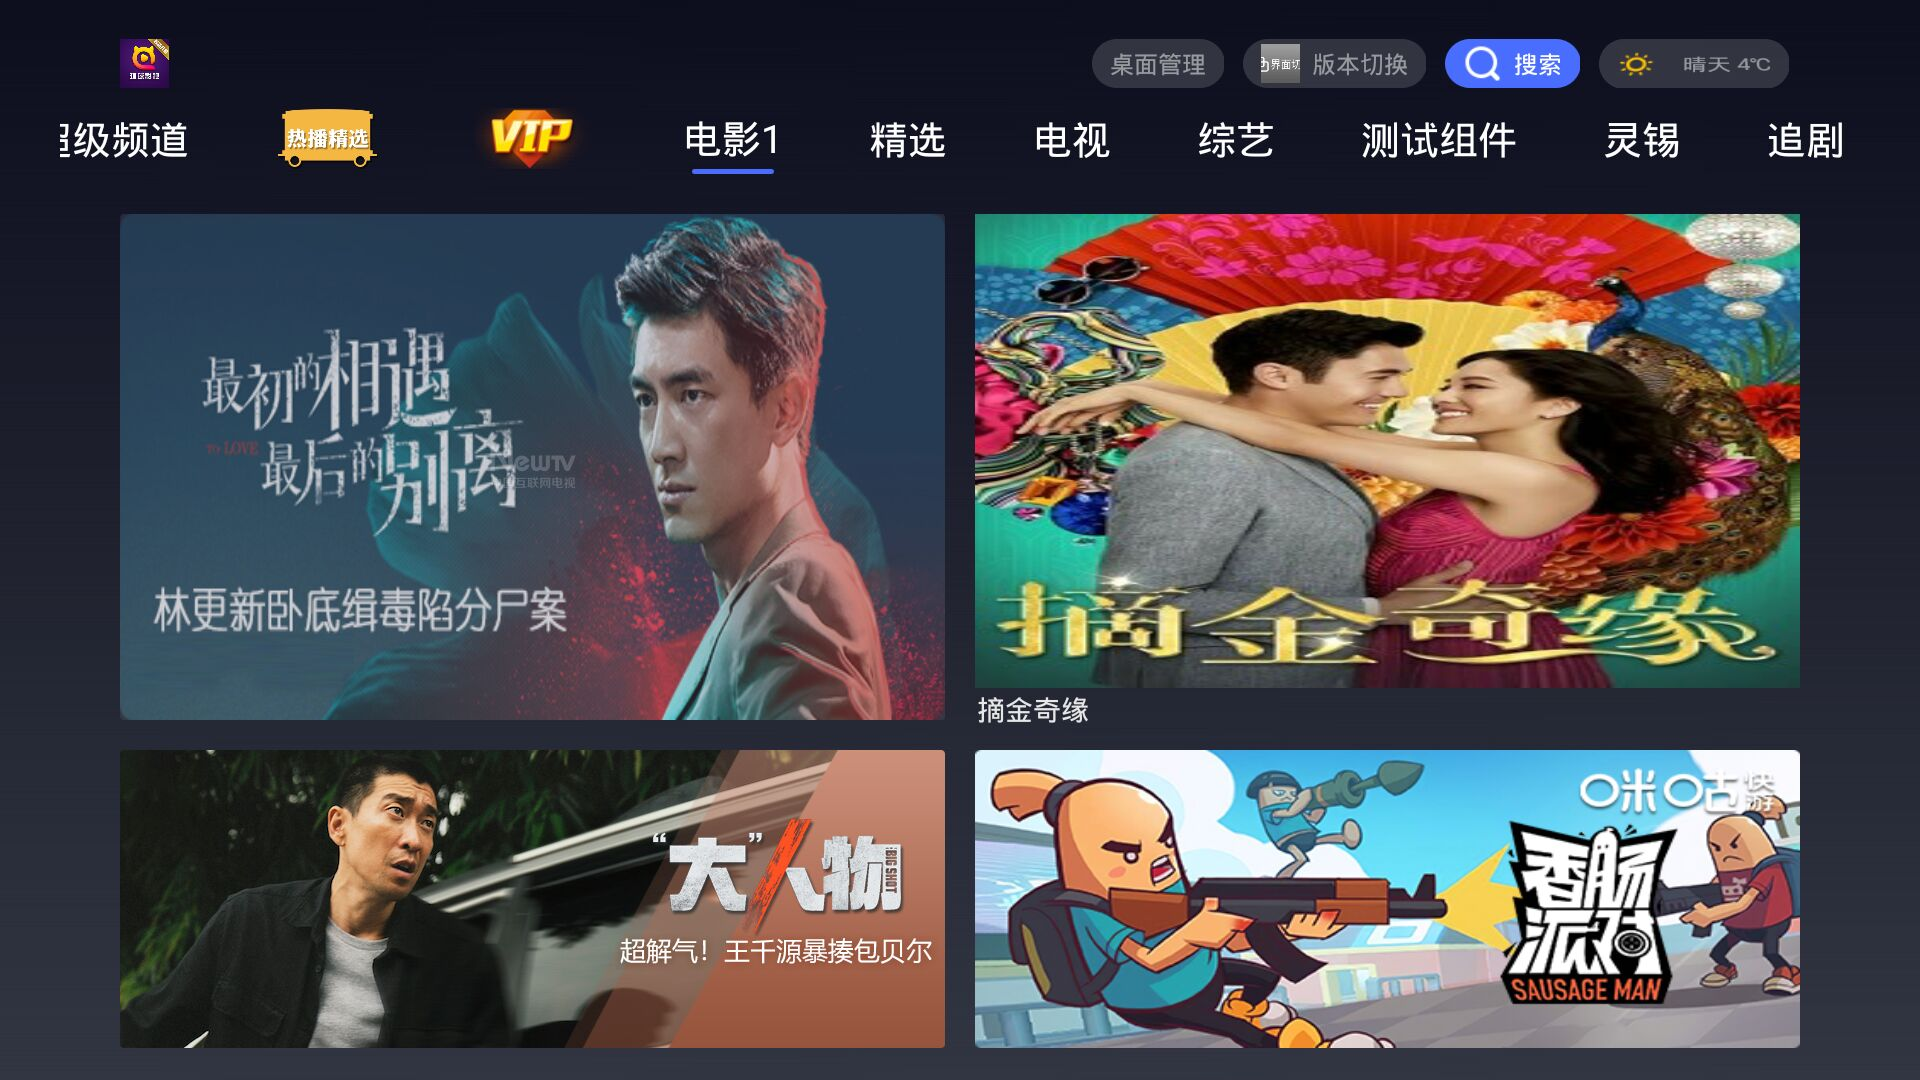 桌面管理
界面切
版本切换
搜索
晴天 4℃
级频道
热播精选
VIP
电影1
精选
电视
综艺
测试组件
灵锡
追剧
最初的相遇
TO LOVE
最后的别离
NewTV
互联网电视
林更新卧底缉毒陷分尸案
摘金奇缘
摘金奇缘
“大”人物
BIG SHOT
超解气！王千源暴揍包贝尔
咪咕快游
香肠派对
SAUSAGE MAN